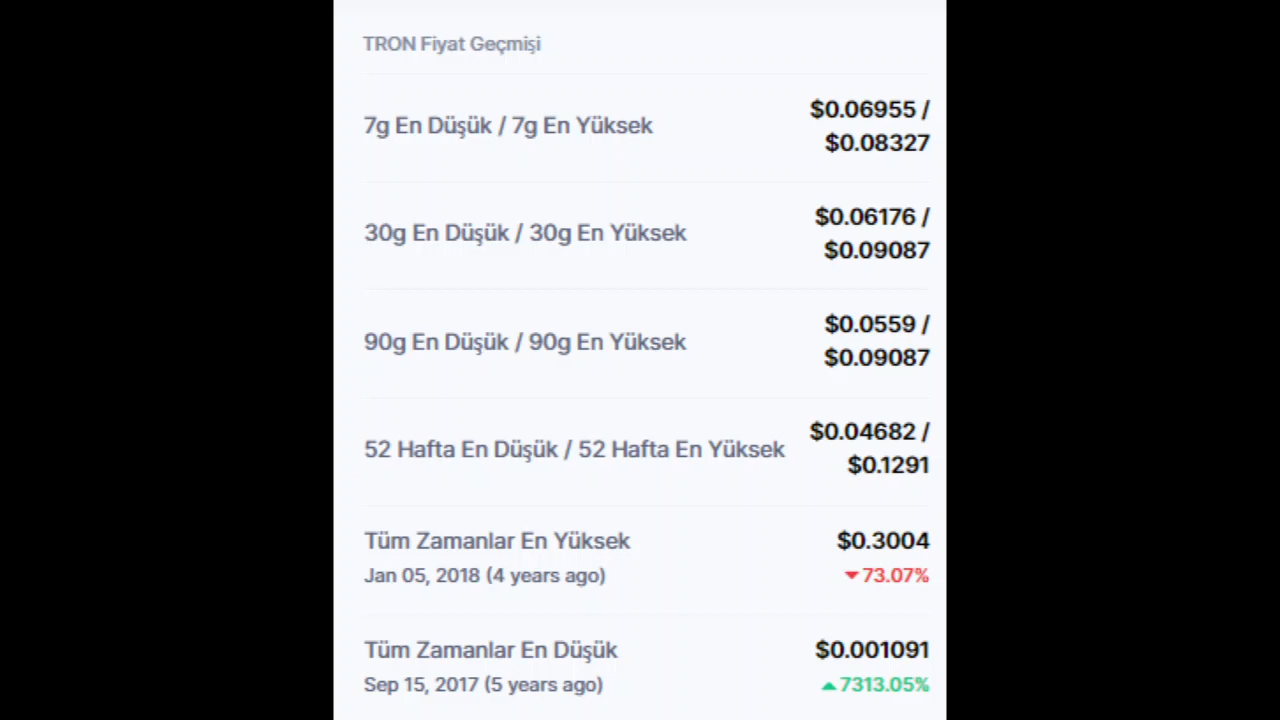 TRON Fiyat Geçmişi
7g En Düşük / 7g En Yüksek
$0.06955 /
$0.08327
30g En Düşük / 30g En Yüksek
$0.06176 /
$0.09087
90g En Düşük / 90g En Yüksek
$0.0559 /
$0.09087
52 Hafta En Düşük / 52 Hafta En Yüksek
$0.04682 /
$0.1291
Tüm Zamanlar En Yüksek
$0.3004
Jan 05, 2018 (4 years ago)
73.07%
Tüm Zamanlar En Düşük
$0.001091
Sep 15, 2017 (5 years ago)
7313.05%